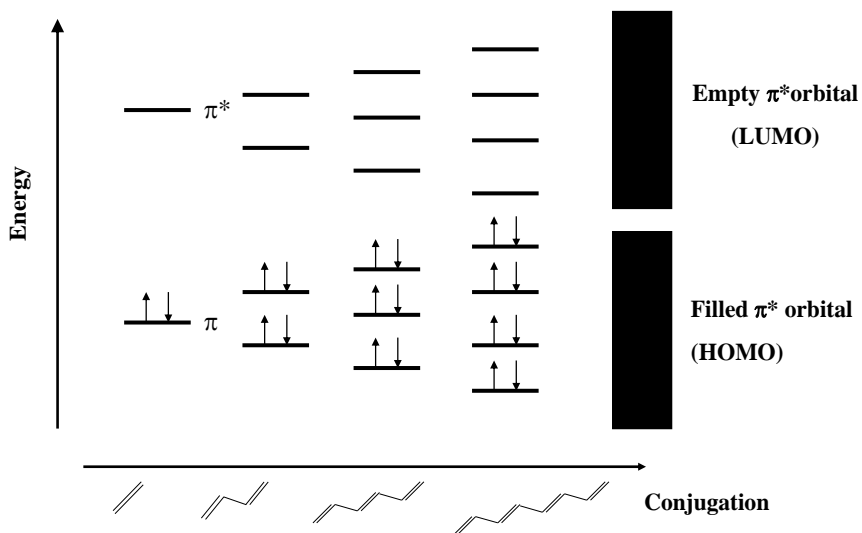 Energy
π*
π
Empty π*orbital
(LUMO)
Filled π* orbital
(HOMO)
Conjugation